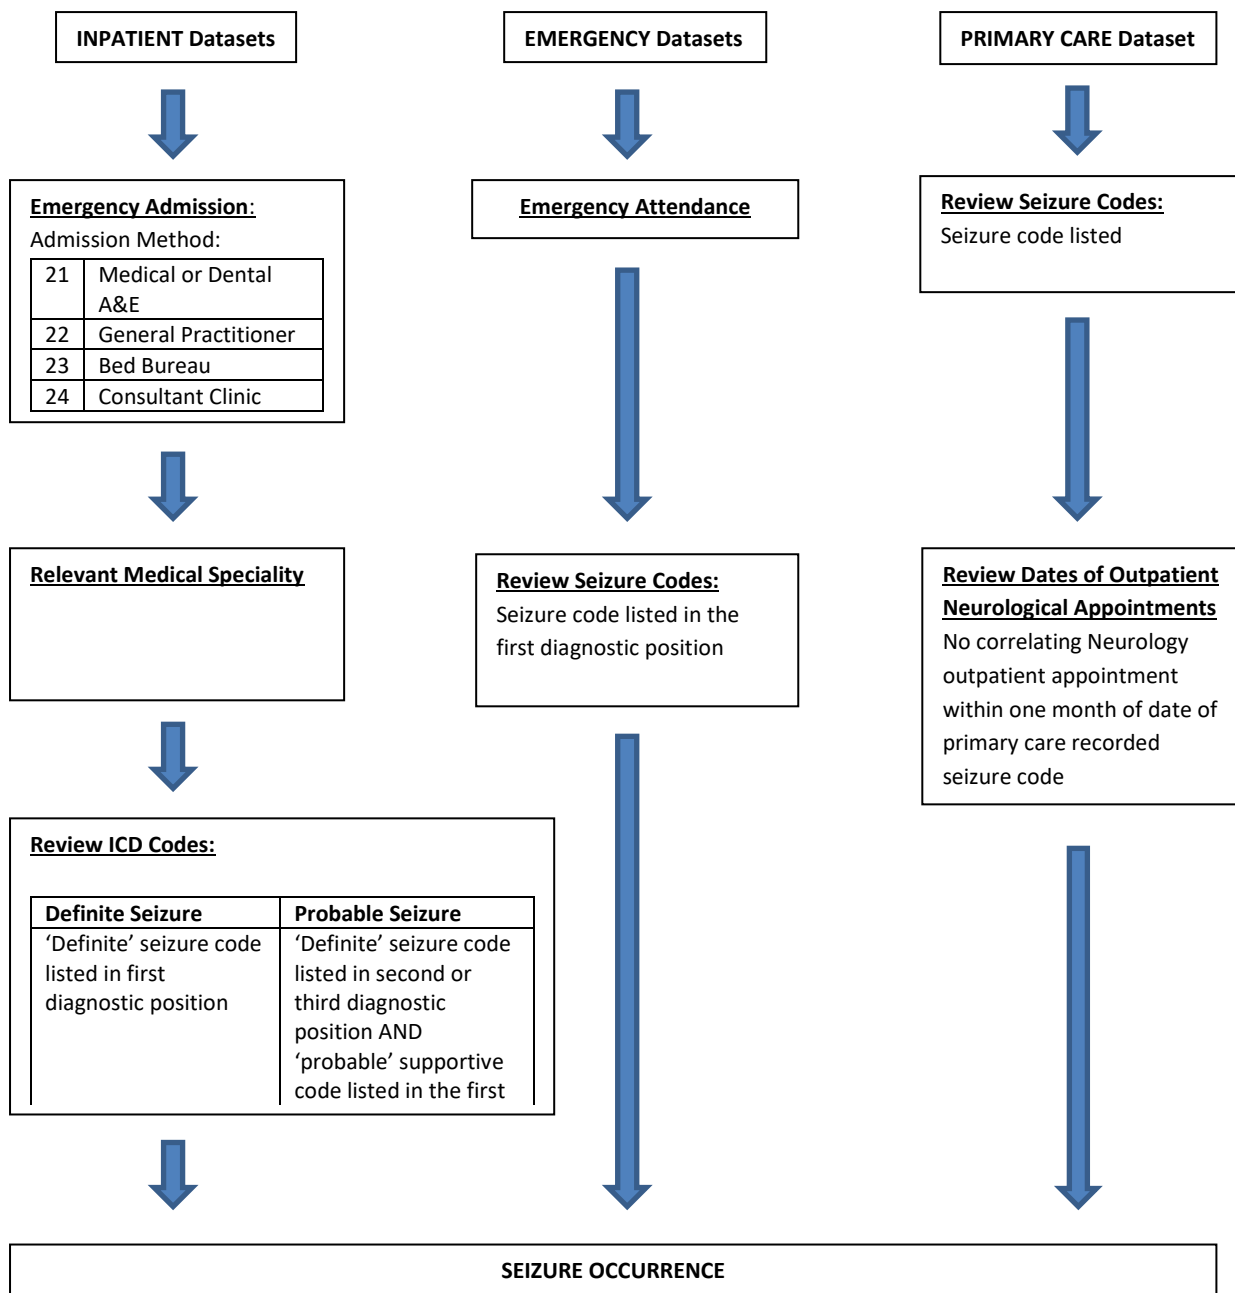 INPATIENT Datasets
EMERGENCY Datasets
PRIMARY CARE Dataset
Emergency Admission:
Admission Method:
21 Medical or Dental
A&E
22 General Practitioner
23 Bed Bureau
24 Consultant Clinic
Emergency Attendance
Review Seizure Codes:
Seizure code listed
Relevant Medical Speciality
Review Seizure Codes:
Seizure code listed in the
first diagnostic position
Review Dates of Outpatient
Neurological Appointments
No correlating Neurology
outpatient appointment
within one month of date of
primary care recorded
seizure code
Review ICD Codes:
Definite Seizure
‘Definite’ seizure code
listed in first
diagnostic position
Probable Seizure
‘Definite’ seizure code
listed in second or
third diagnostic
position AND
‘probable’ supportive
code listed in the first
SEIZURE OCCURRENCE